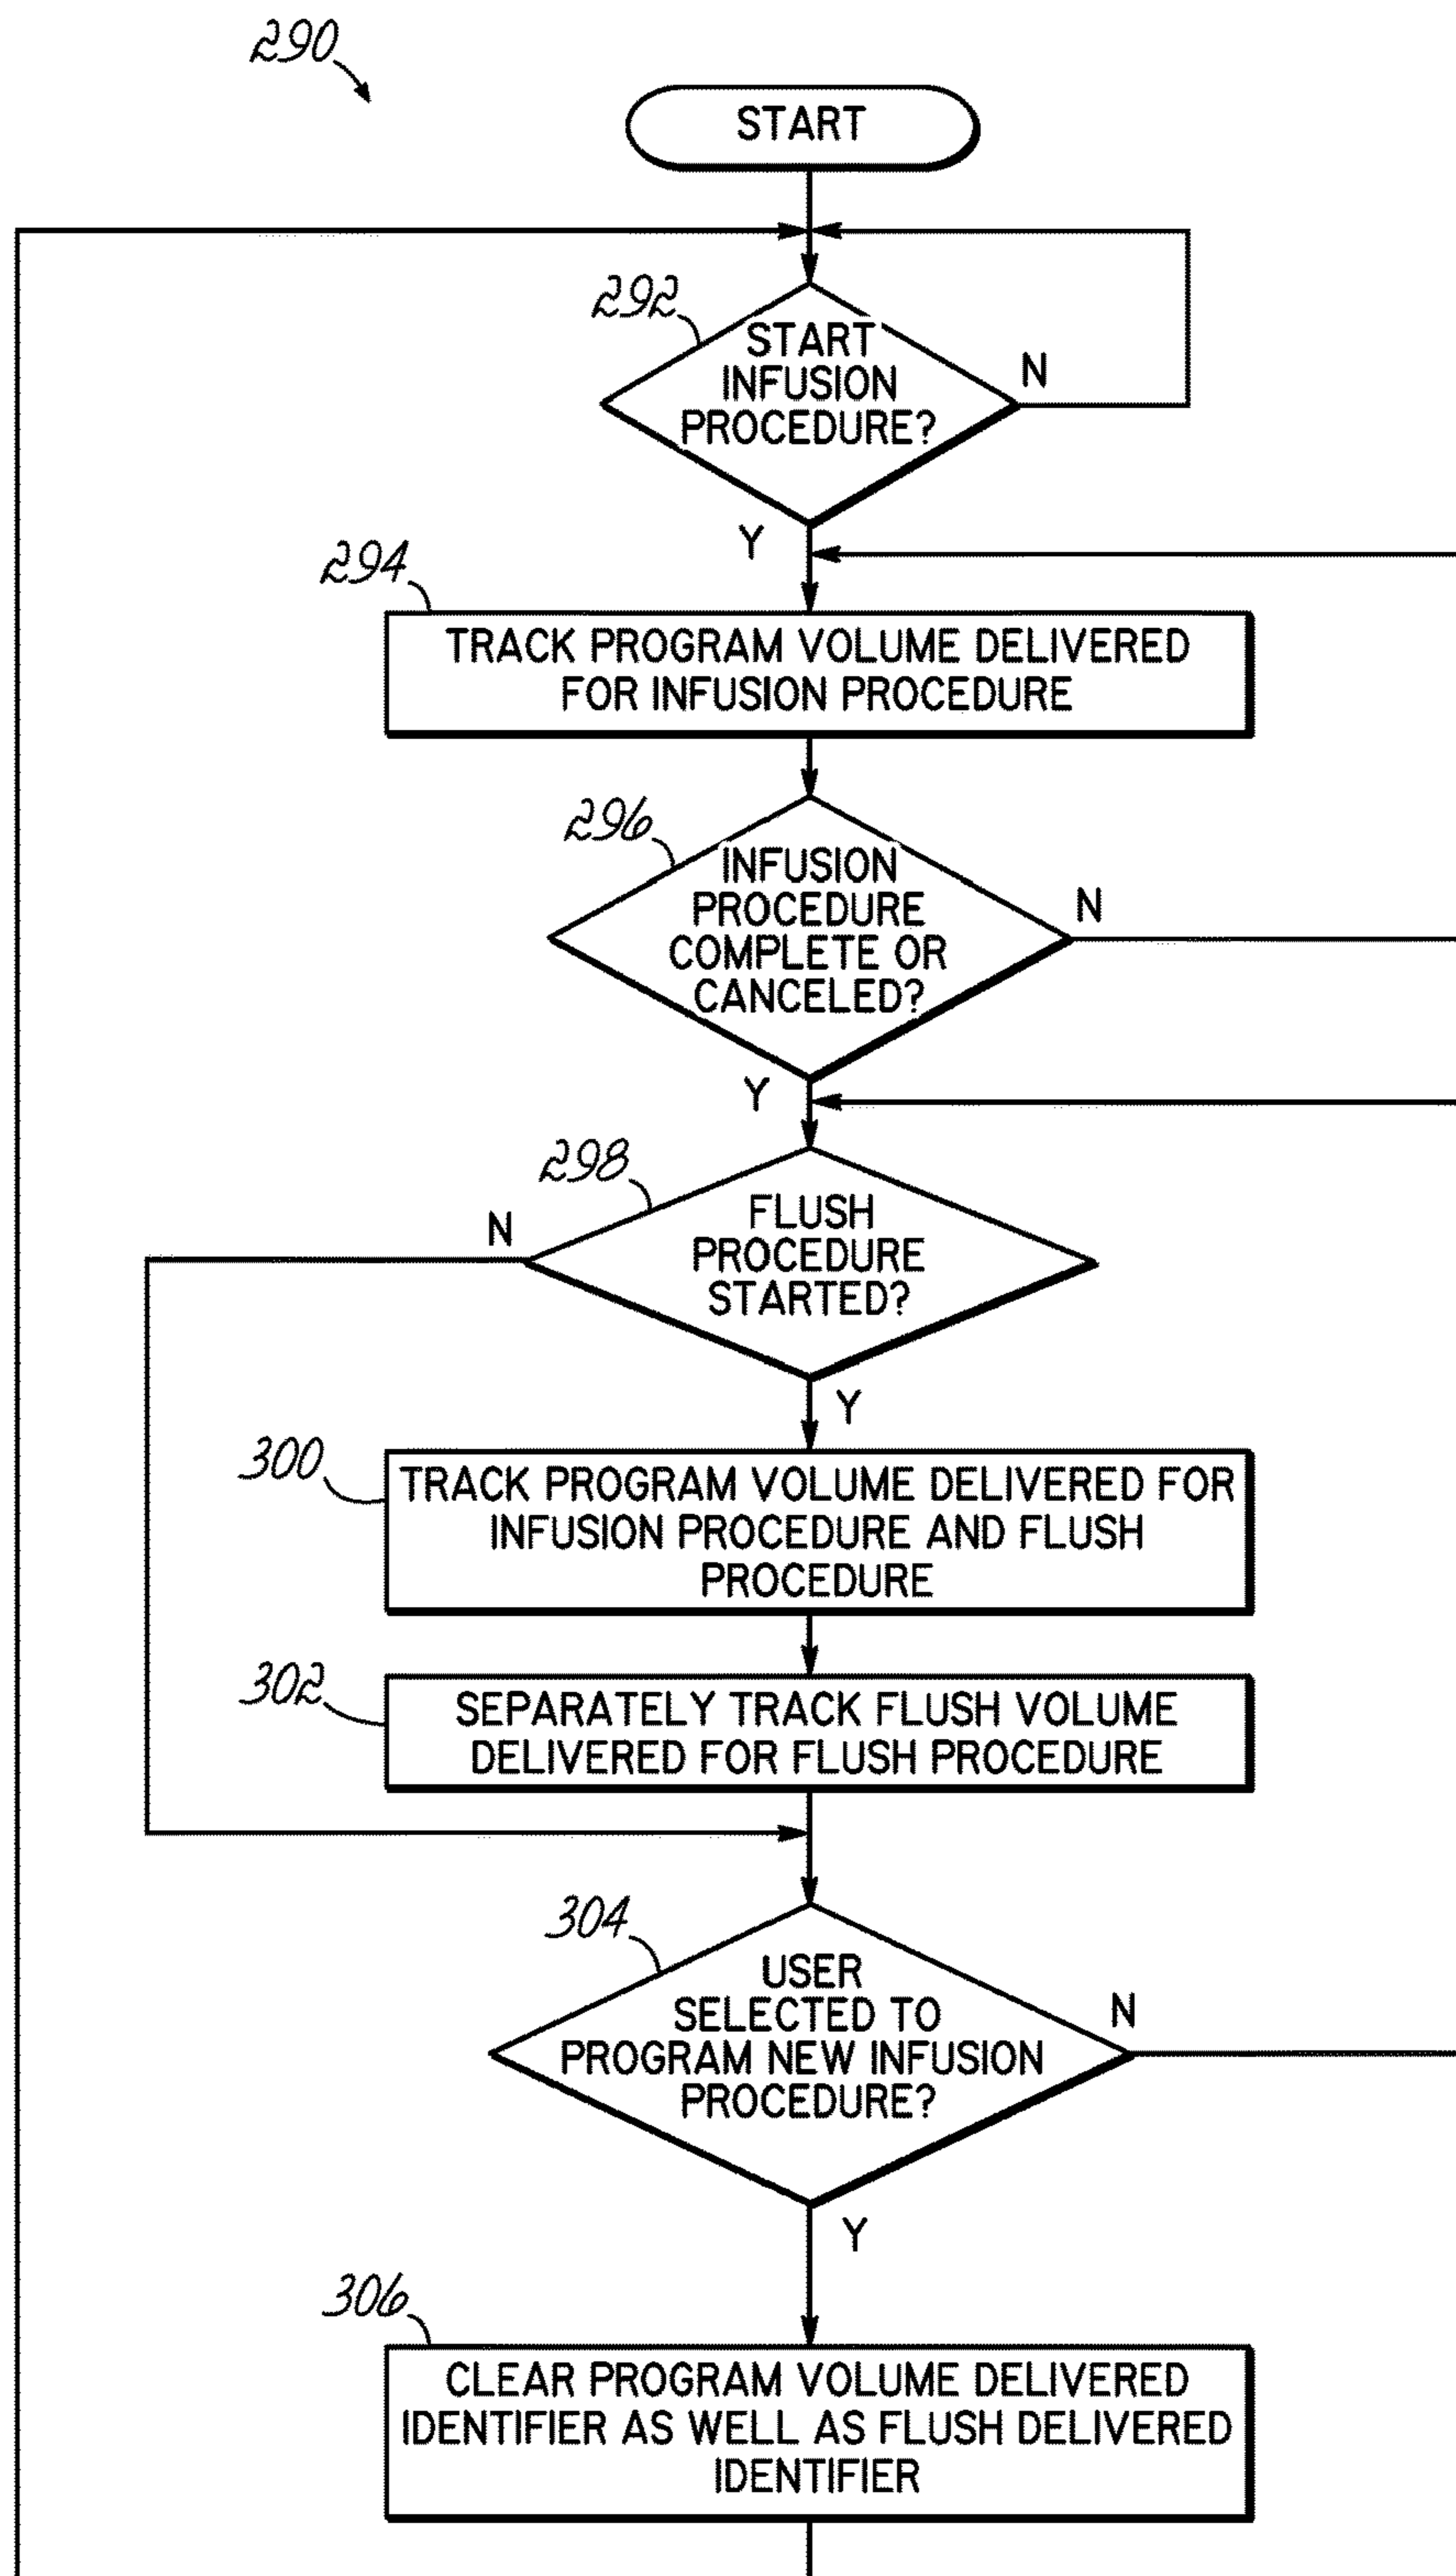 290
START
292
START
INFUSION
PROCEDURE?
N
Y
294
TRACK PROGRAM VOLUME DELIVERED
FOR INFUSION PROCEDURE
296
INFUSION
PROCEDURE
COMPLETE OR
CANCELED?
N
Y
298
FLUSH
PROCEDURE
STARTED?
N
Y
300
TRACK PROGRAM VOLUME DELIVERED FOR
INFUSION PROCEDURE AND FLUSH
PROCEDURE
302
SEPARATELY TRACK FLUSH VOLUME
DELIVERED FOR FLUSH PROCEDURE
304
USER
SELECTED TO
PROGRAM NEW INFUSION
PROCEDURE?
N
Y
306
CLEAR PROGRAM VOLUME DELIVERED
IDENTIFIER AS WELL AS FLUSH DELIVERED
IDENTIFIER